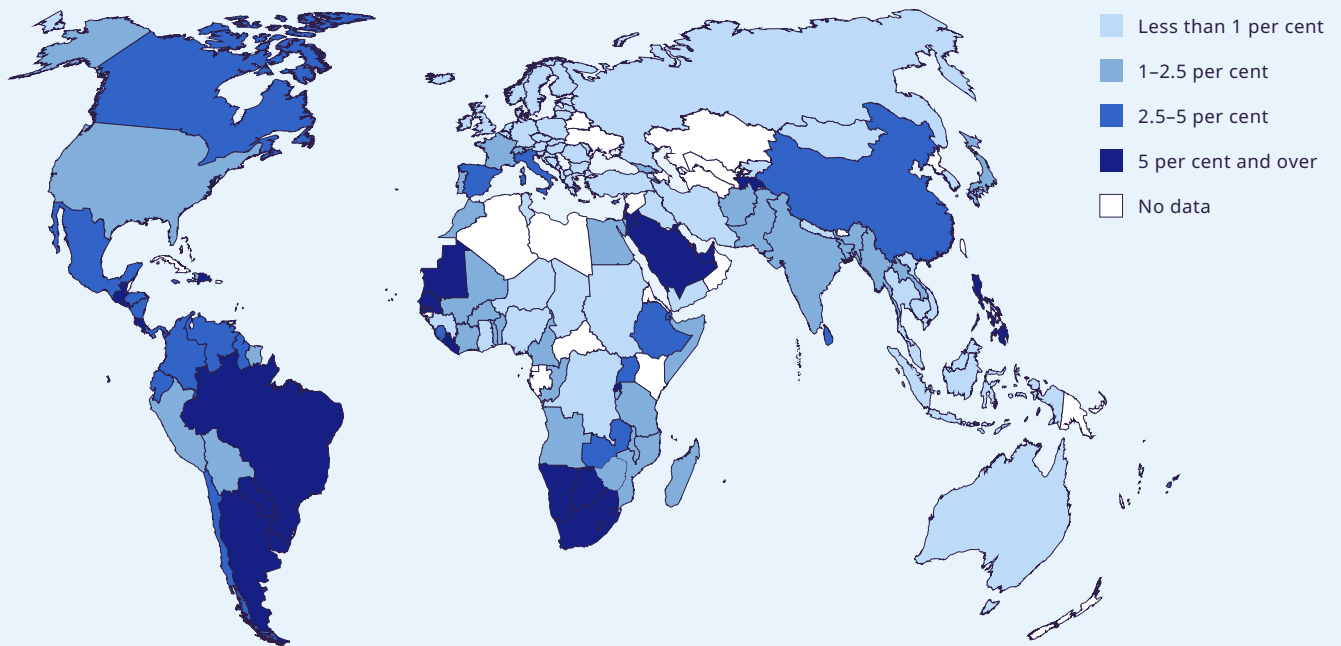 Less than 1 per cent
1–2.5 per cent
2.5–5 per cent
5 per cent and over
No data